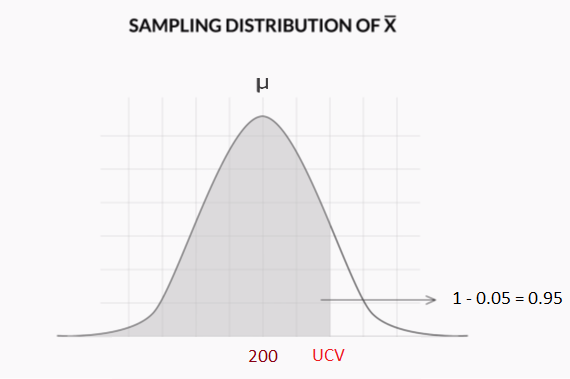 SAMPLING DISTRIBUTION OF X̅
μ
1 - 0.05 = 0.95
200 UCV